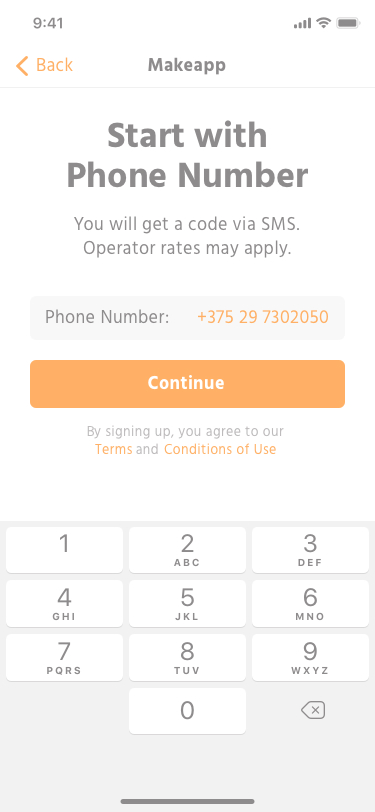 9:41
Back
Makeapp
Start with
Phone Number
You will get a code via SMS.
Operator rates may apply.
Phone Number: +375 29 7302050
Continue
By signing up, you agree to our
Terms and Conditions of Use
1 2 3
ABC DEF
4 5 6
GHI JKL MNO
7 8 9
PQRS TUV WXYZ
0